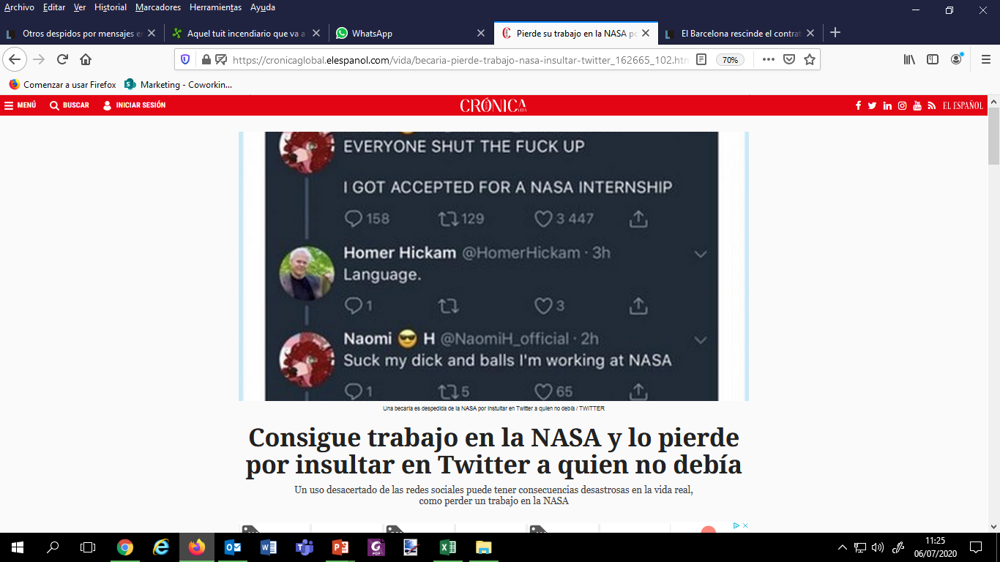 Archivo Editar Ver Historial Marcadores Herramientas Ayuda
Otros despidos por mensajes e
Aquel tuit incendiario que va a
WhatsApp
Pierde su trabajo en la NASA p
El Barcelona rescinde el contrat
https://cronicaglobal.elespanol.com/vida/becaria-pierde-trabajo-nasa-insultar-twitter_162665_102.htm
70%
Comenzar a usar Firefox
Marketing - Coworkin...
MENÚ BUSCAR INICIAR SESIÓN
CRÓNICA
EL ESPAÑOL
EVERYONE SHUT THE FUCK UP
I GOT ACCEPTED FOR A NASA INTERNSHIP
158 129 3 447
Homer Hickam @HomerHickam · 3h
Language.
1 3
Naomi 😎 H @NaomiH_official · 2h
Suck my dick and balls I'm working at NASA
1 5 65
Una becaria es despedida de la NASA por insultar en Twitter a quien no debía / TWITTER
Consigue trabajo en la NASA y lo pierde
por insultar en Twitter a quien no debía
Un uso desacertado de las redes sociales puede tener consecuencias desastrosas en la vida real,
como perder un trabajo en la NASA
11:25
06/07/2020